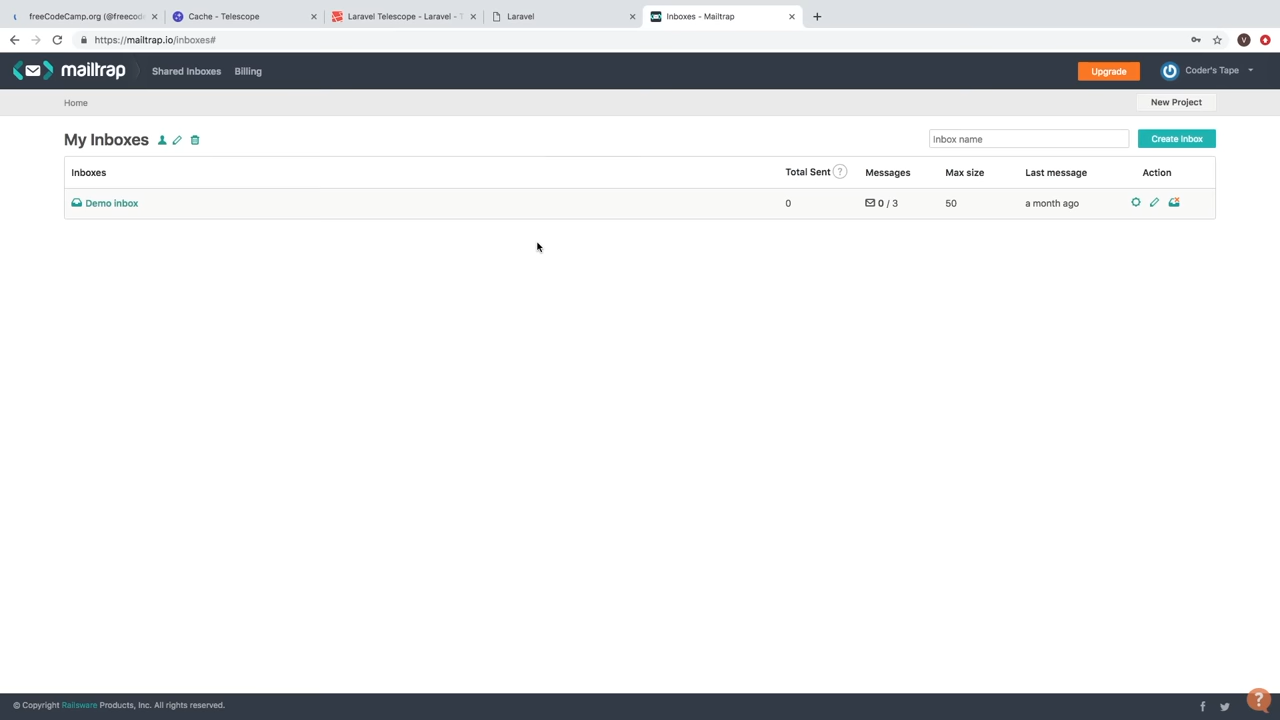 freeCodeCamp.org (@freecode
Cache - Telescope
Laravel Telescope - Laravel - T
Laravel
Inboxes - Mailtrap
https://mailtrap.io/inboxes#
V
mailtrap
Shared Inboxes
Billing
Upgrade
Coder's Tape
Home
New Project
My Inboxes
Inbox name
Create Inbox
Inboxes
Total Sent ?
Messages
Max size
Last message
Action
Demo inbox
0
0 / 3
50
a month ago
© Copyright Railsware Products, Inc. All rights reserved.
?